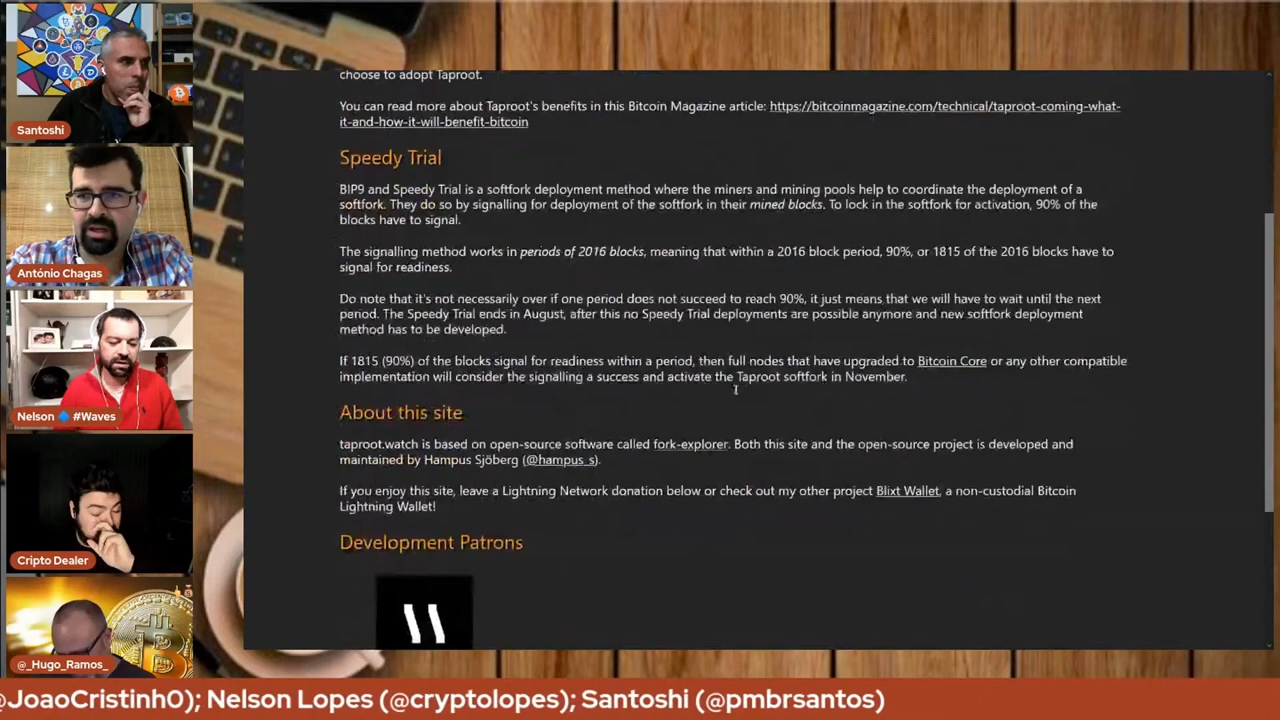 Santoshi
António Chagas
Nelson 🔷 #Waves
Cripto Dealer
@_Hugo_Ramos_
choose to adopt Taproot.
You can read more about Taproot's benefits in this Bitcoin Magazine article: https://bitcoinmagazine.com/technical/taproot-coming-what-
it-and-how-it-will-benefit-bitcoin
Speedy Trial
BIP9 and Speedy Trial is a softfork deployment method where the miners and mining pools help to coordinate the deployment of a
softfork. They do so by signalling for deployment of the softfork in their mined blocks. To lock in the softfork for activation, 90% of the
blocks have to signal.
The signalling method works in periods of 2016 blocks, meaning that within a 2016 block period, 90%, or 1815 of the 2016 blocks have to
signal for readiness.
Do note that it's not necessarily over if one period does not succeed to reach 90%, it just means that we will have to wait until the next
period. The Speedy Trial ends in August, after this no Speedy Trial deployments are possible anymore and new softfork deployment
method has to be developed.
If 1815 (90%) of the blocks signal for readiness within a period, then full nodes that have upgraded to Bitcoin Core or any other compatible
implementation will consider the signalling a success and activate the Taproot softfork in November.
About this site
taproot.watch is based on open-source software called fork-explorer. Both this site and the open-source project is developed and
maintained by Hampus Sjöberg (@hampus_s).
If you enjoy this site, leave a Lightning Network donation below or check out my other project Blixt Wallet, a non-custodial Bitcoin
Lightning Wallet!
Development Patrons
@JoaoCristinh0); Nelson Lopes (@cryptolopes); Santoshi (@pmbrsantos)